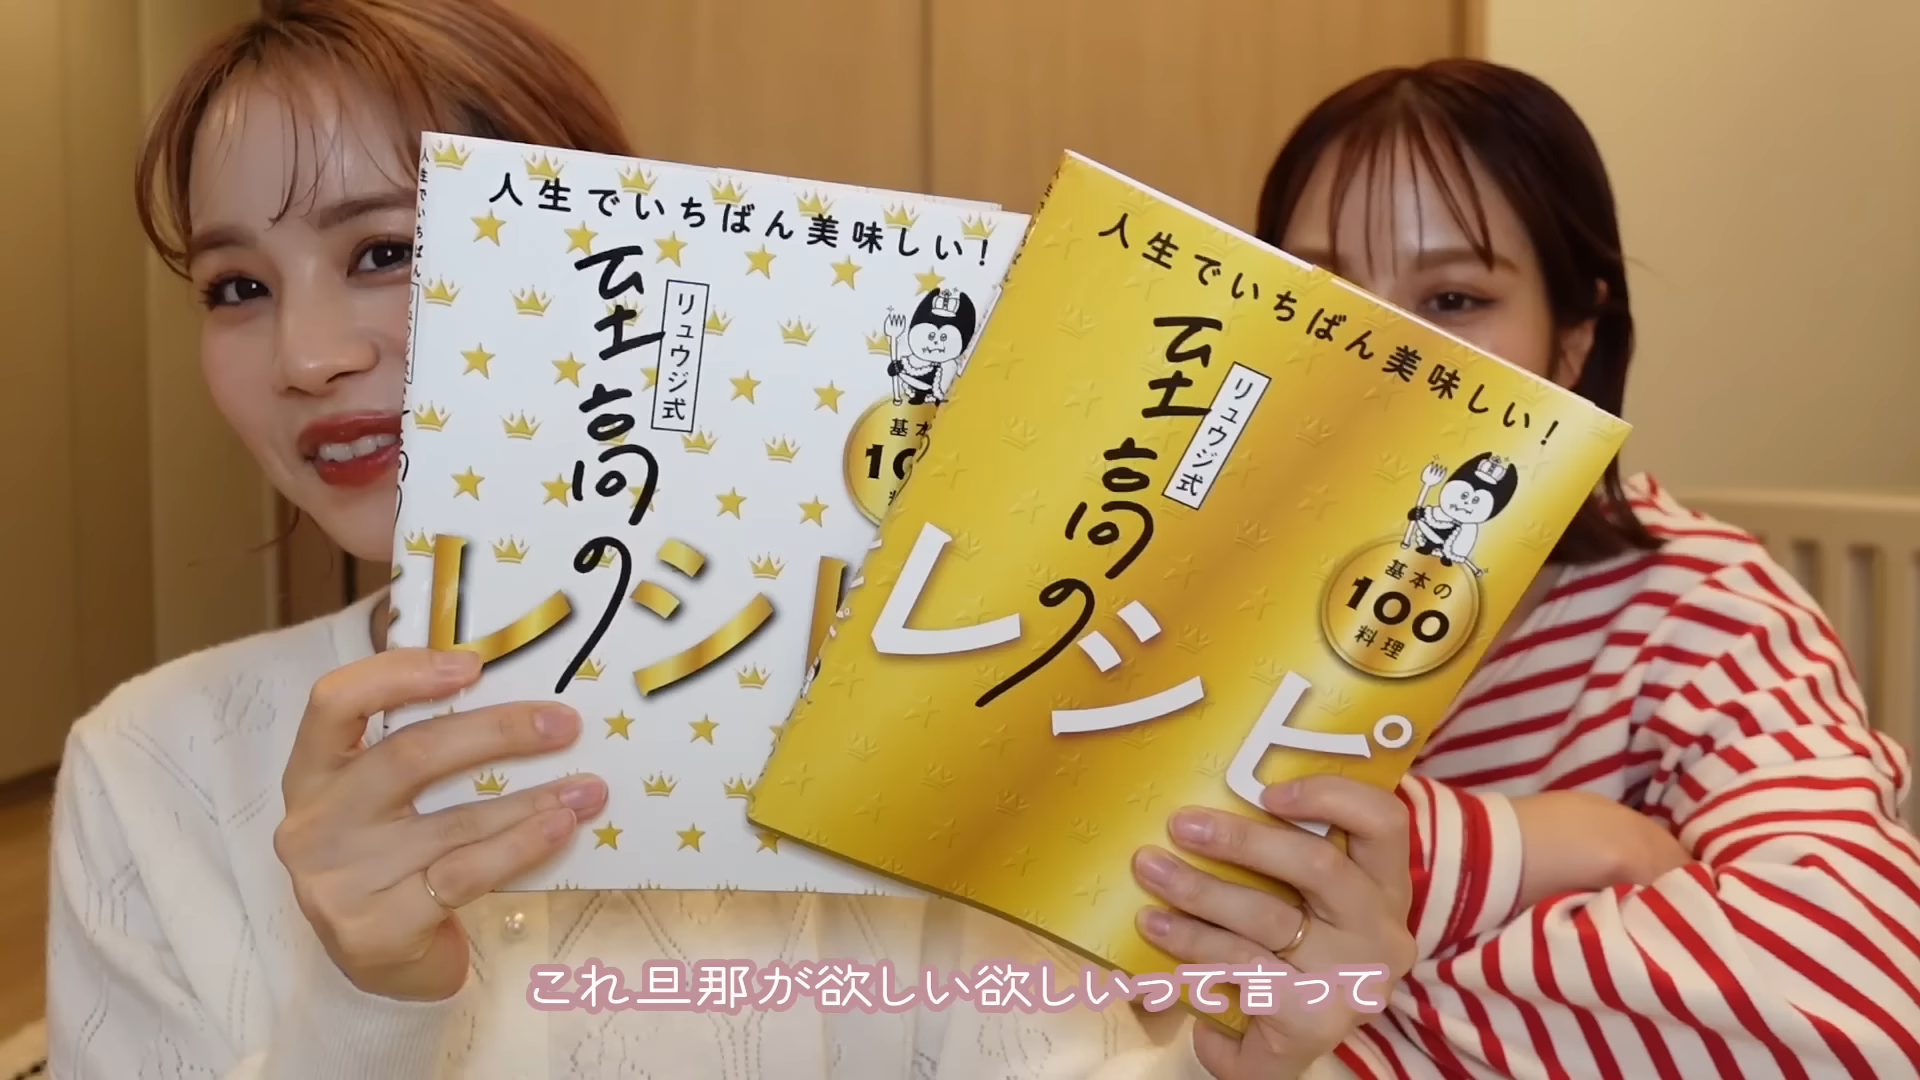 人生でいちばん美味しい!
リュウジ式
至高の
レシ
基本
人生でいちばん美味しい!
リュウジ式
至高の
レシピ
基本の
100
料理
これ旦那が欲しい欲しいって言って